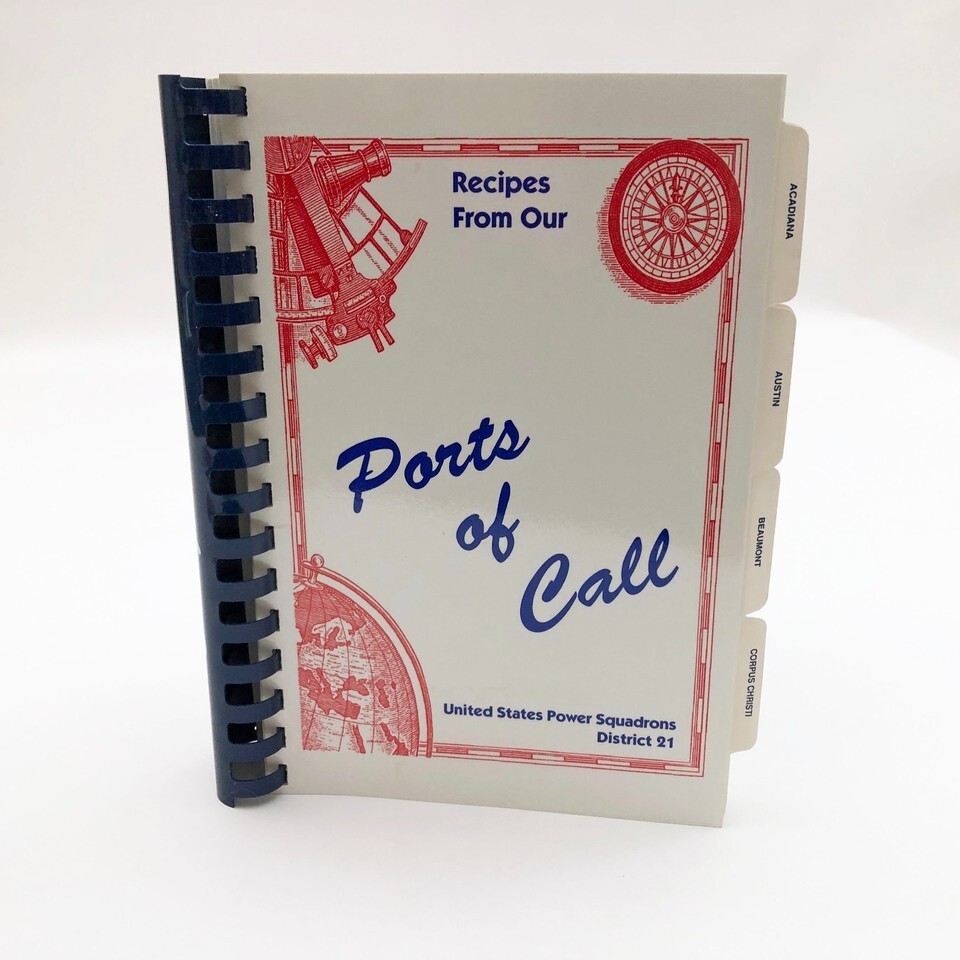 Recipes
From Our
Ports
of
Call
United States Power Squadrons
District 21
ACADIANA
AUSTIN
BEAUMONT
CORPUS CHRISTI